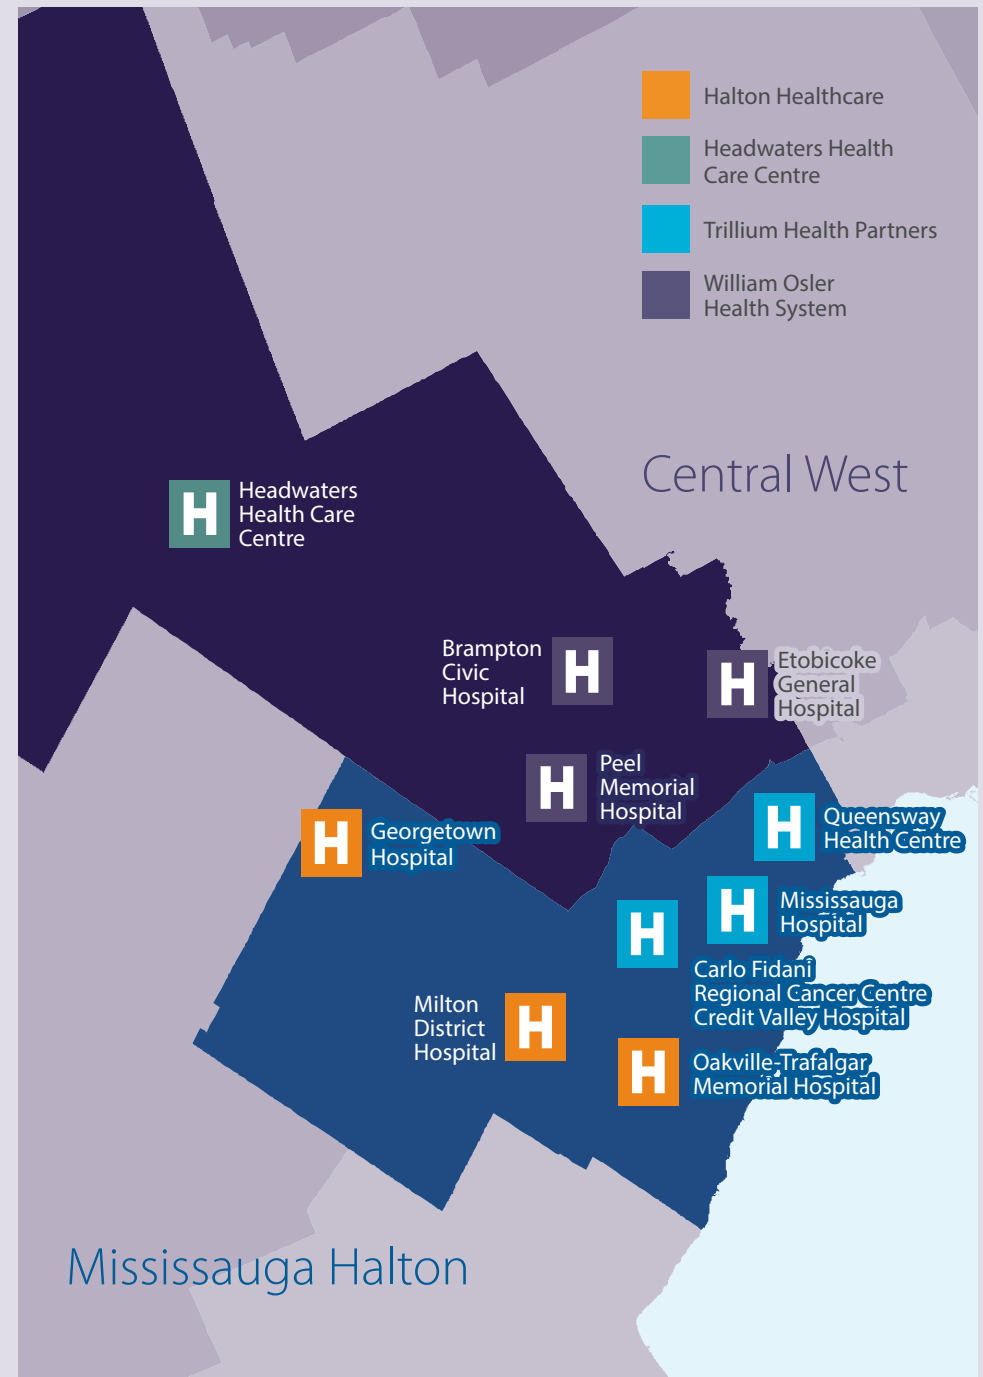 Halton Healthcare
Headwaters Health
Care Centre
Trillium Health Partners
William Osler
Health System
Central West
H
Headwaters
Health Care
Centre
Brampton
Civic
Hospital
H
H
Etobicoke
General
Hospital
H
Peel
Memorial
Hospital
H
Georgetown
Hospital
H
Queensway
Health Centre
H
Mississauga
Hospital
H
Carlo Fidani
Regional Cancer Centre
Credit Valley Hospital
Milton
District
Hospital
H
H
Oakville-Trafalgar
Memorial Hospital
Mississauga Halton